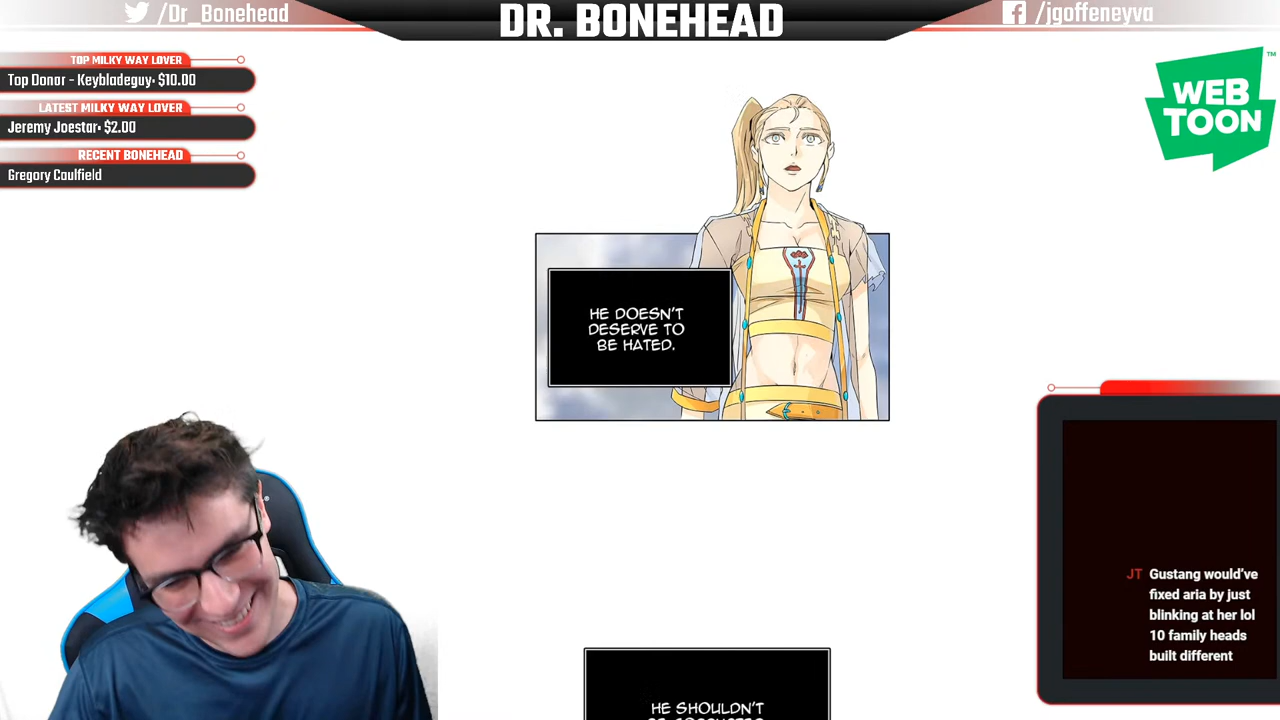 /Dr_Bonehead
DR. BONEHEAD
/jgoffeneyva
TOP MILKY WAY LOVER
Top Donor - Keybladeguy: $10.00
LATEST MILKY WAY LOVER
Jeremy Joestar: $2.00
RECENT BONEHEAD
Gregory Caulfield
WEB
TOON
TM
HE DOESN'T
DESERVE TO
BE HATED.
JT Gustang would've
fixed aria by just
blinking at her lol
10 family heads
built different
HE SHOULDN'T